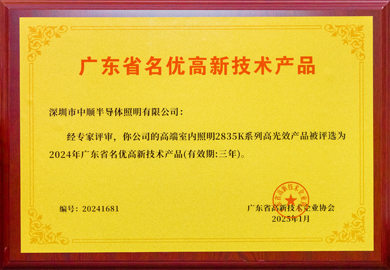 广东省名优高新技术产品
深圳市中顺半导体照明有限公司：
经专家评审，你公司的高端室内照明2835K系列高光效产品被评选为
2024年广东省名优高新技术产品(有效期:三年)。
编号：20241681
广东省高新技术企业协会
2025年1月